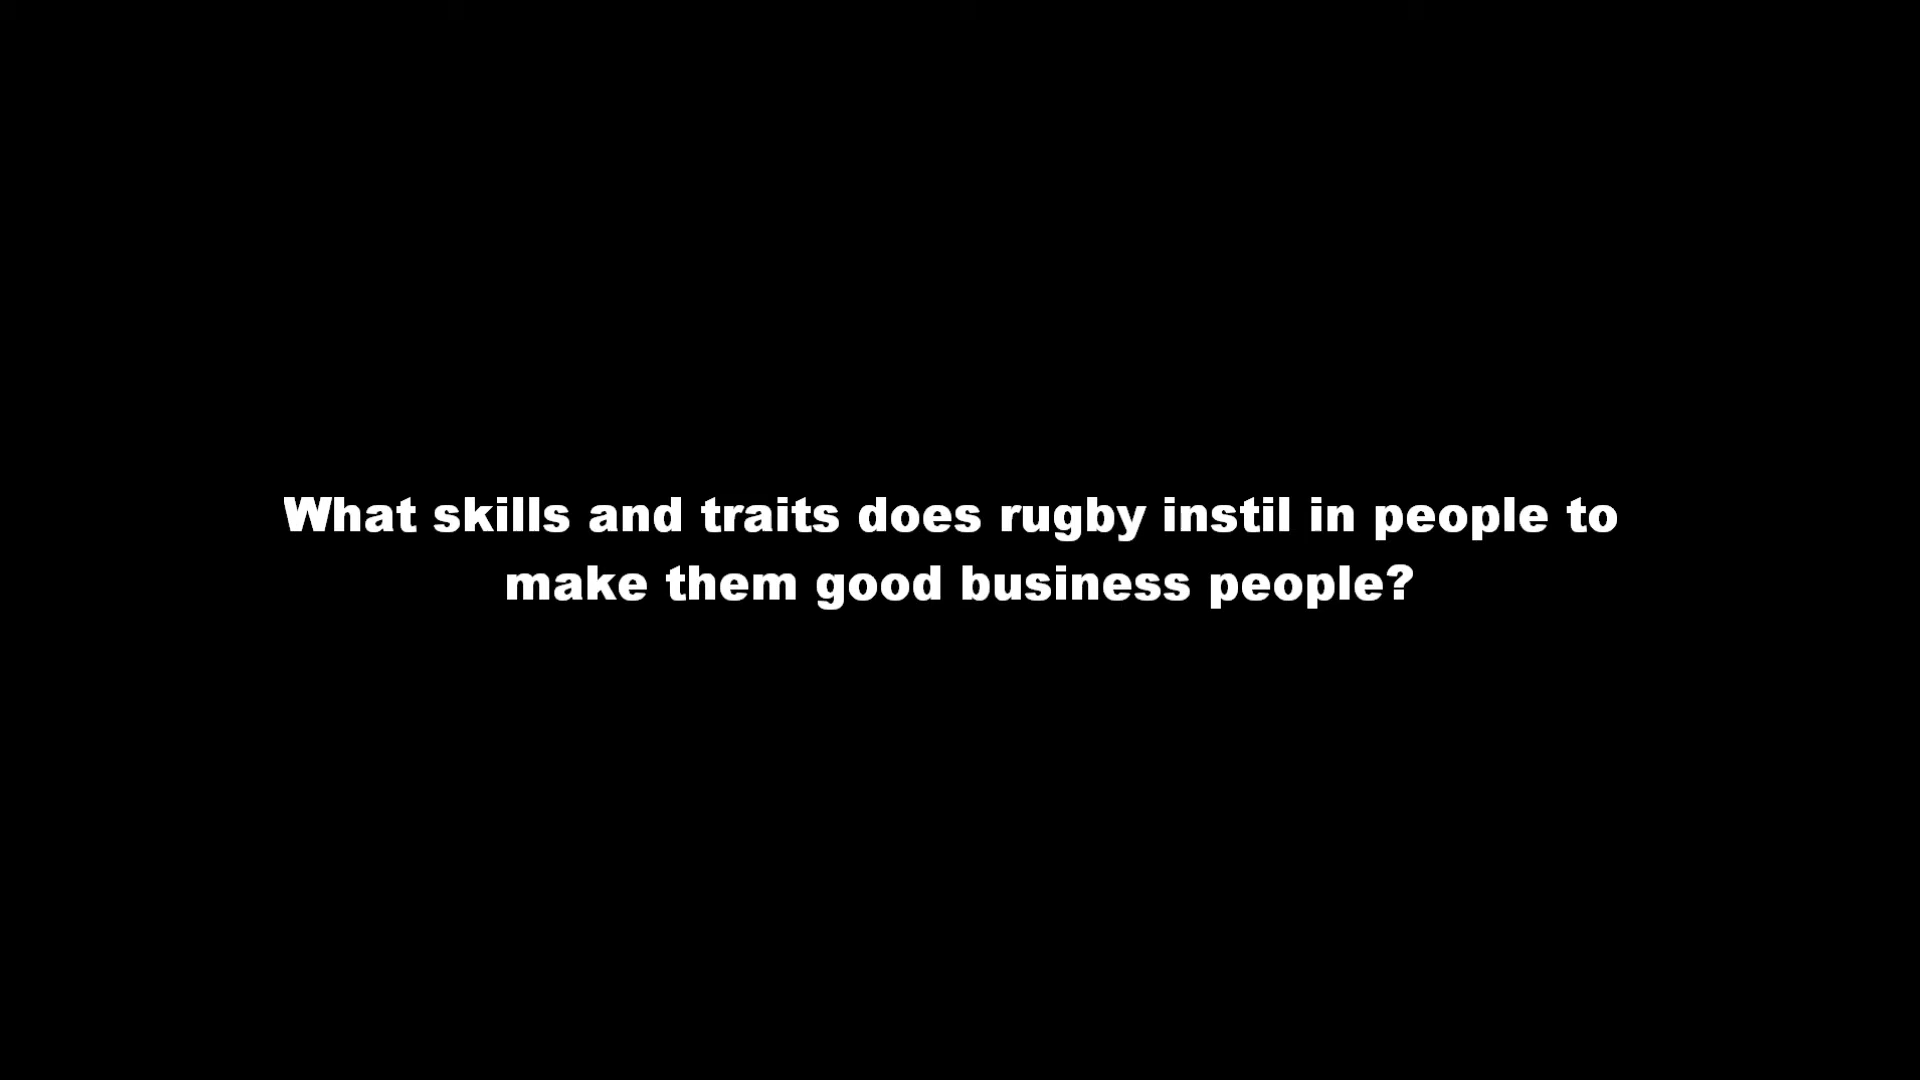 What skills and traits does rugby instil in people to
make them good business people?